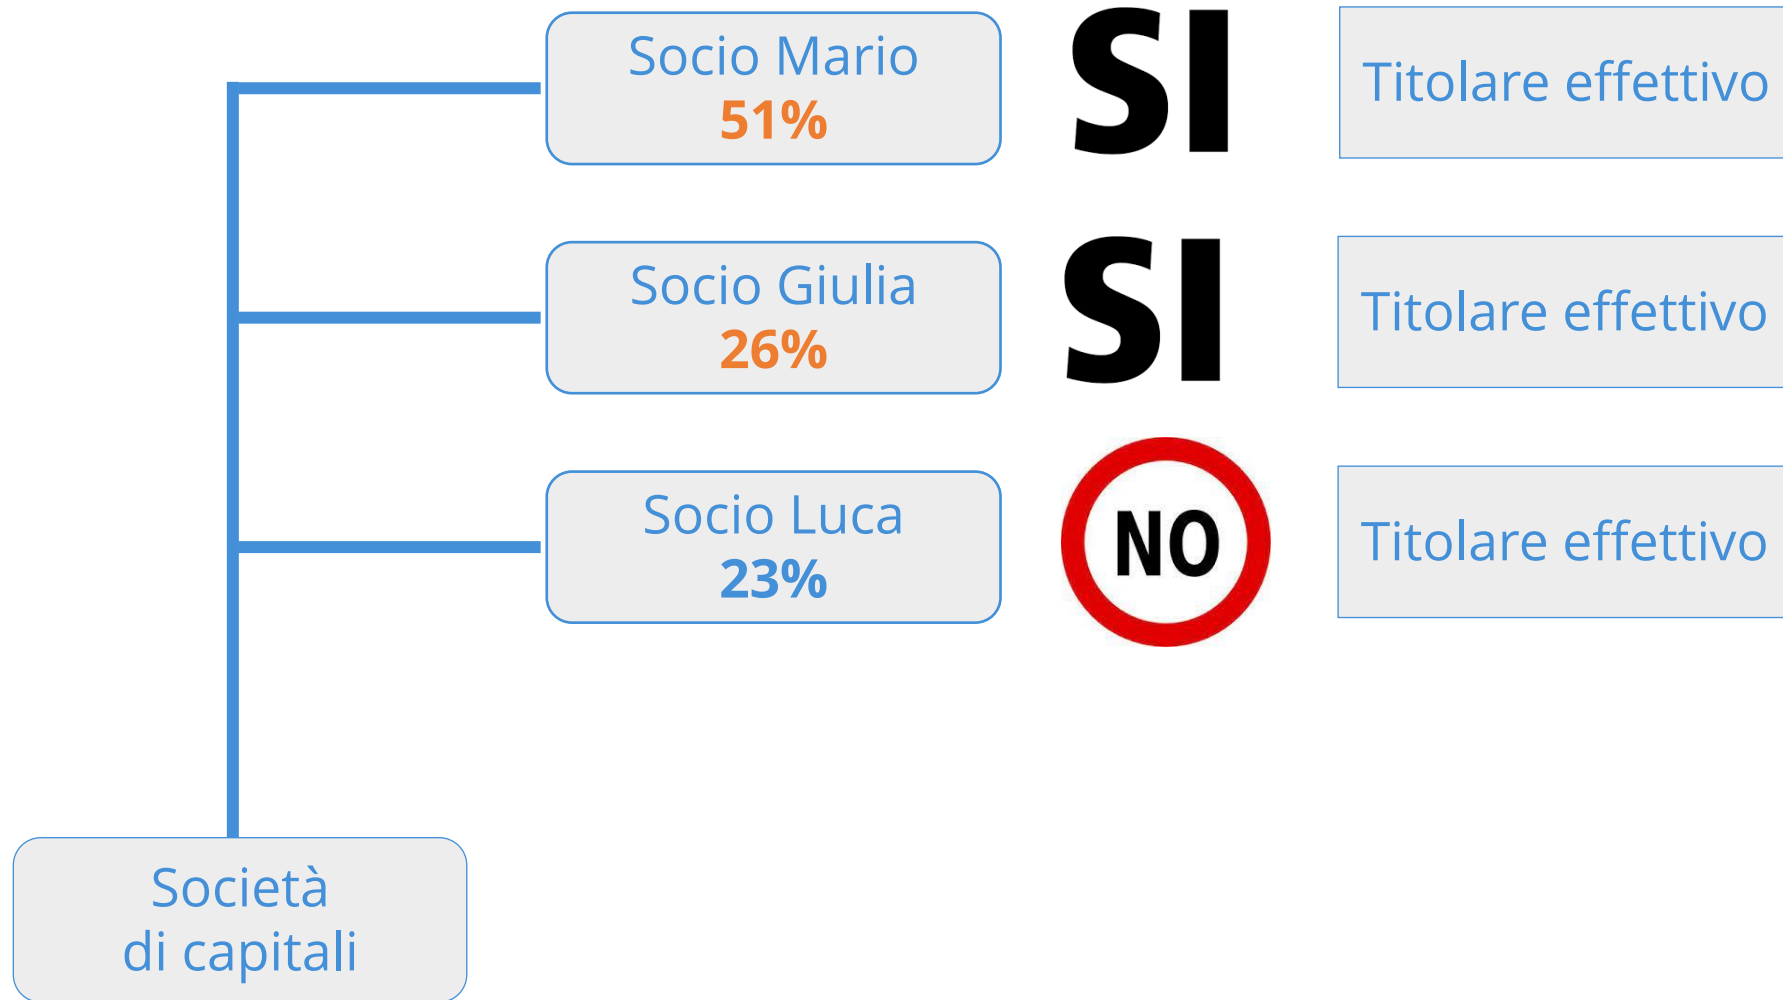 Socio Mario
51%
SI
Titolare effettivo
Socio Giulia
26%
SI
Titolare effettivo
Socio Luca
23%
NO
Titolare effettivo
Società
di capitali